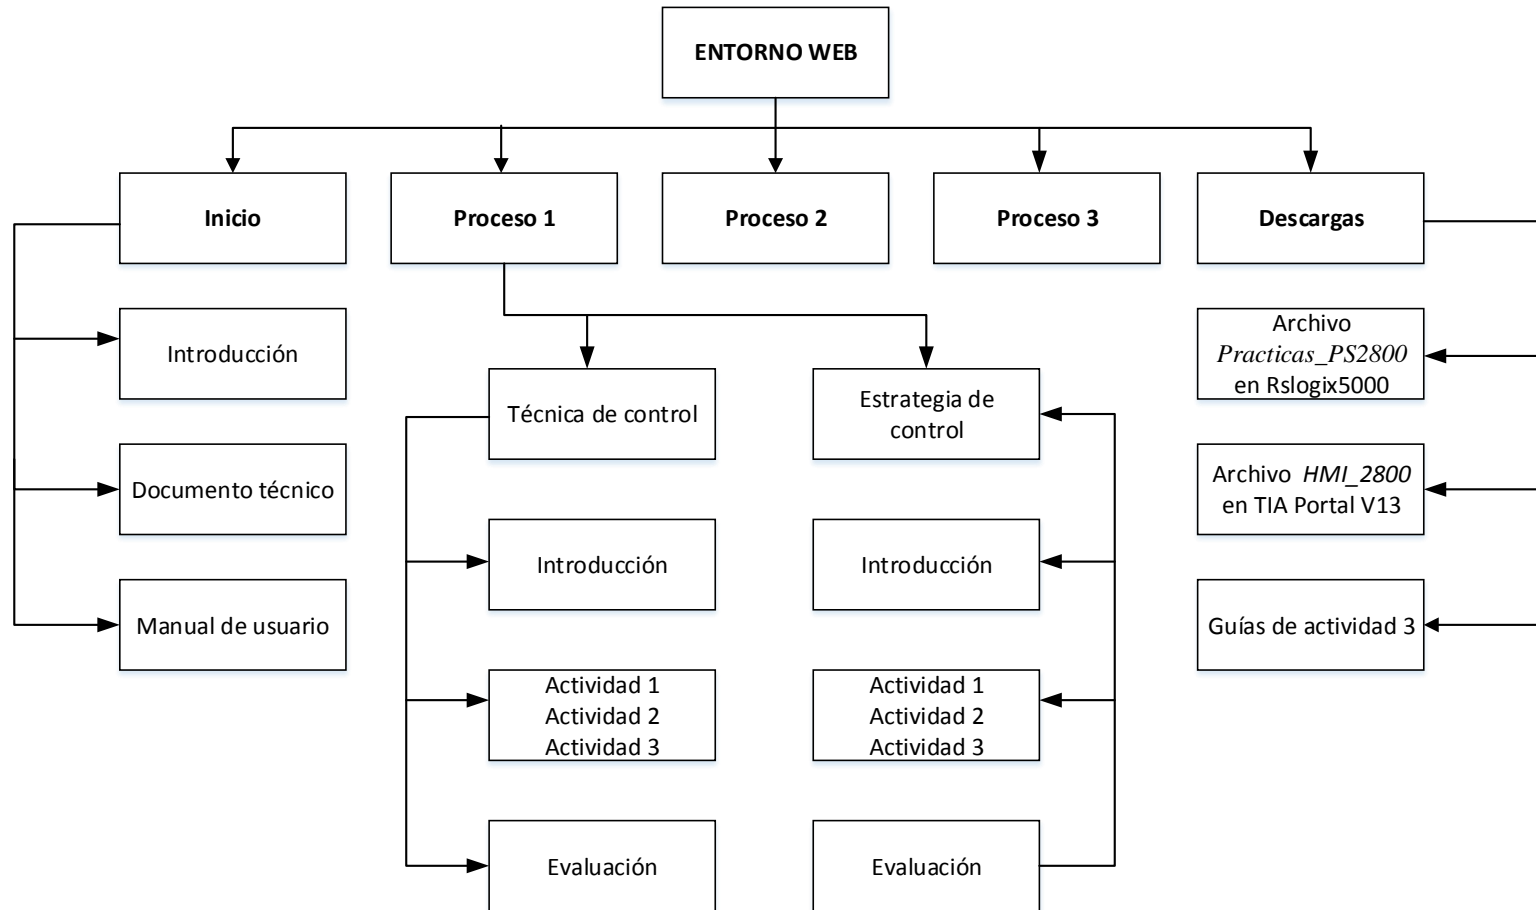 ENTORNO WEB
Inicio
Proceso 1
Proceso 2
Proceso 3
Descargas
Introducción
Documento técnico
Manual de usuario
Técnica de control
Introducción
Actividad 1
Actividad 2
Actividad 3
Evaluación
Estrategia de
control
Introducción
Actividad 1
Actividad 2
Actividad 3
Evaluación
Archivo
Practicas_PS2800
en Rslogix5000
Archivo HMI_2800
en TIA Portal V13
Guías de actividad 3